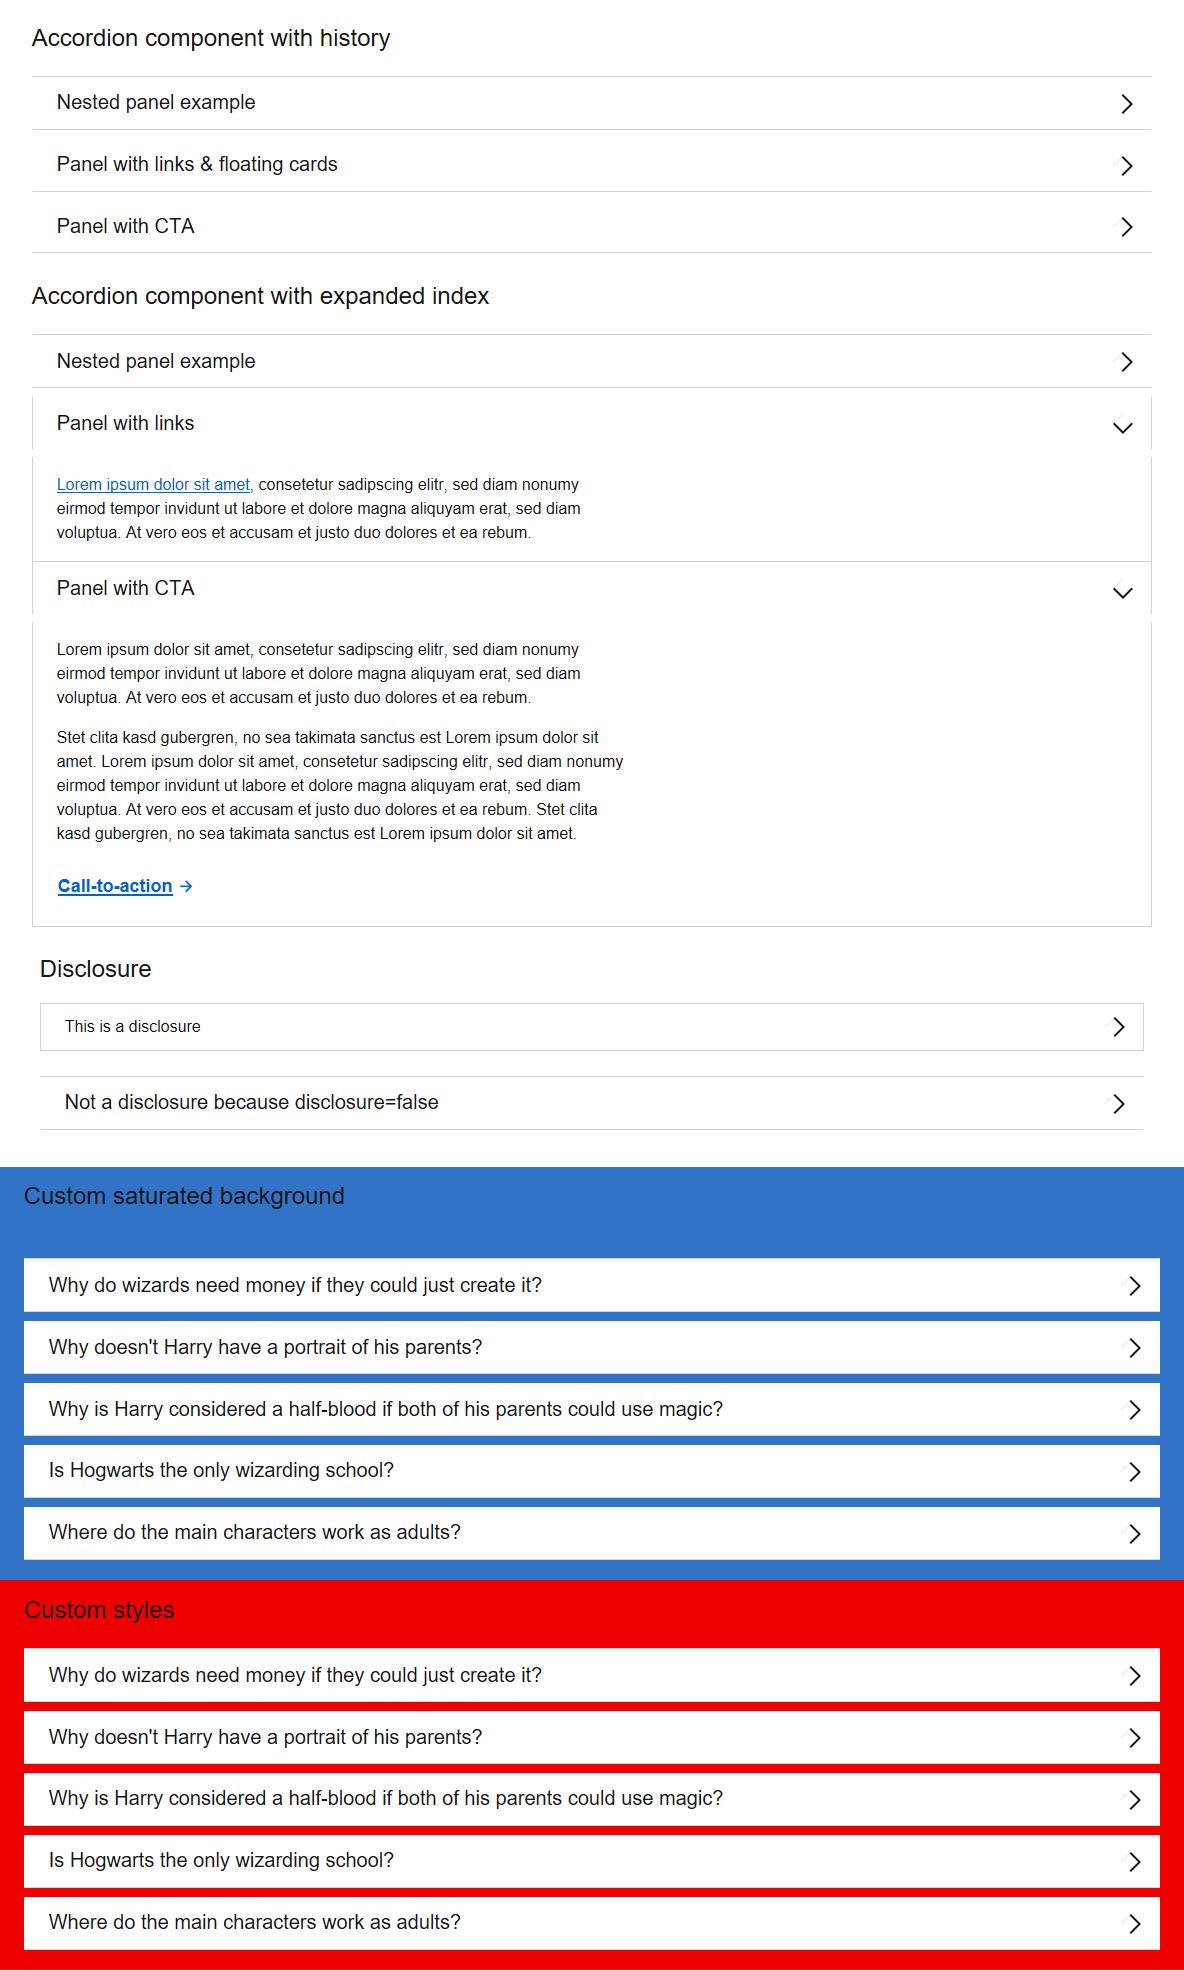 Accordion component with history
Nested panel example
Panel with links & floating cards
Panel with CTA
Accordion component with expanded index
Nested panel example
Panel with links
Lorem ipsum dolor sit amet, consetetur sadipscing elitr, sed diam nonumy
eirmod tempor invidunt ut labore et dolore magna aliquyam erat, sed diam
voluptua. At vero eos et accusam et justo duo dolores et ea rebum.
Panel with CTA
Lorem ipsum dolor sit amet, consetetur sadipscing elitr, sed diam nonumy
eirmod tempor invidunt ut labore et dolore magna aliquyam erat, sed diam
voluptua. At vero eos et accusam et justo duo dolores et ea rebum.
Stet clita kasd gubergren, no sea takimata sanctus est Lorem ipsum dolor sit
amet. Lorem ipsum dolor sit amet, consetetur sadipscing elitr, sed diam nonumy
eirmod tempor invidunt ut labore et dolore magna aliquyam erat, sed diam
voluptua. At vero eos et accusam et justo duo dolores et ea rebum. Stet clita
kasd gubergren, no sea takimata sanctus est Lorem ipsum dolor sit amet.
Call-to-action →
Disclosure
This is a disclosure
Not a disclosure because disclosure=false
Custom saturated background
Why do wizards need money if they could just create it?
Why doesn't Harry have a portrait of his parents?
Why is Harry considered a half-blood if both of his parents could use magic?
Is Hogwarts the only wizarding school?
Where do the main characters work as adults?
Custom styles
Why do wizards need money if they could just create it?
Why doesn't Harry have a portrait of his parents?
Why is Harry considered a half-blood if both of his parents could use magic?
Is Hogwarts the only wizarding school?
Where do the main characters work as adults?